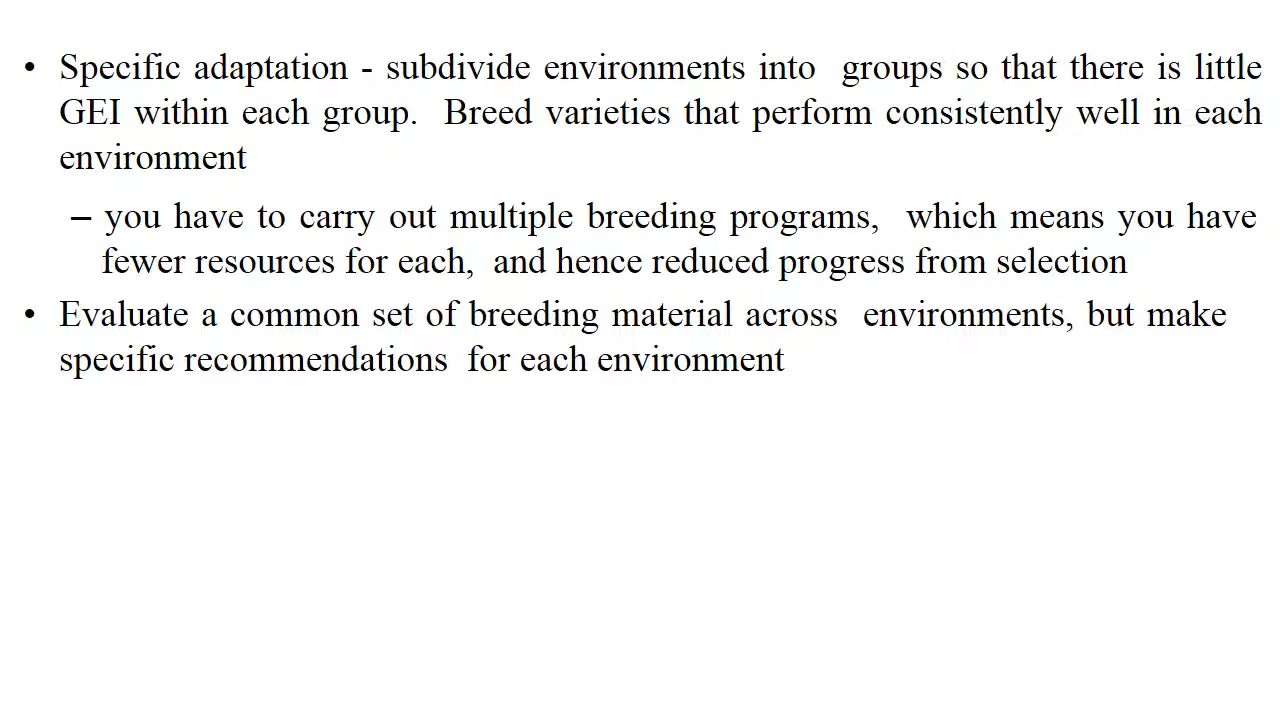 • Specific adaptation - subdivide environments into groups so that there is little
GEI within each group. Breed varieties that perform consistently well in each
environment
– you have to carry out multiple breeding programs, which means you have
fewer resources for each, and hence reduced progress from selection
• Evaluate a common set of breeding material across environments, but make
specific recommendations for each environment